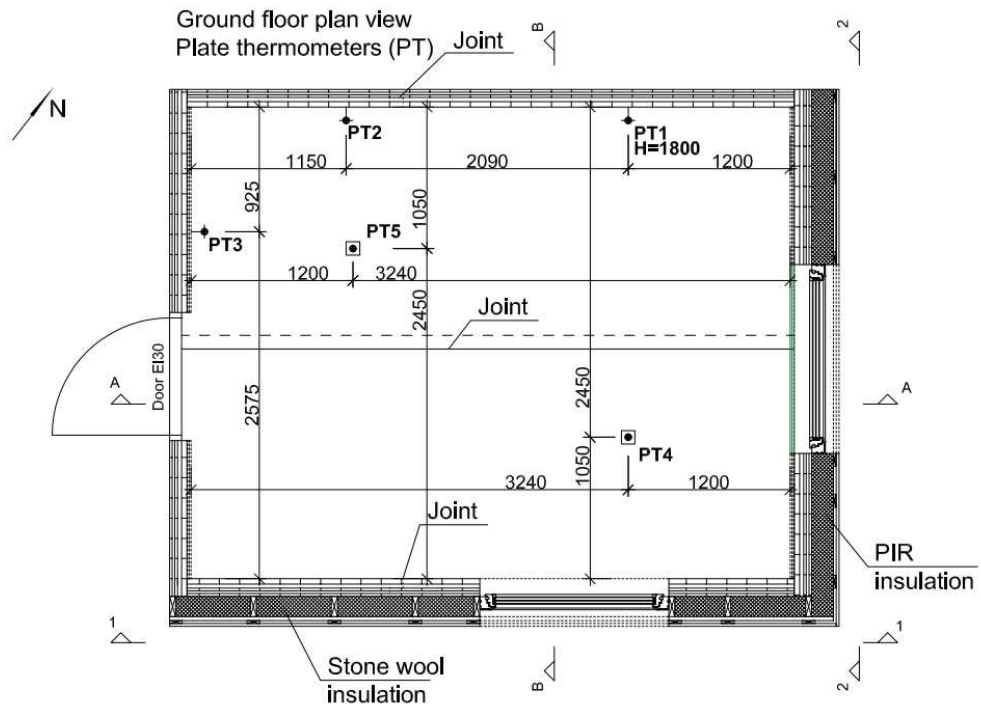 Ground floor plan view
Plate thermometers (PT)
Joint
B
2
N
PT2
PT1
H=1800
1150
2090
1200
925
1050
PT3
PT5
1200
3240
2450
Joint
A
Door EI30
A
2575
2450
PT4
1050
3240
1200
Joint
PIR
insulation
1
1
Stone wool
insulation
B
2